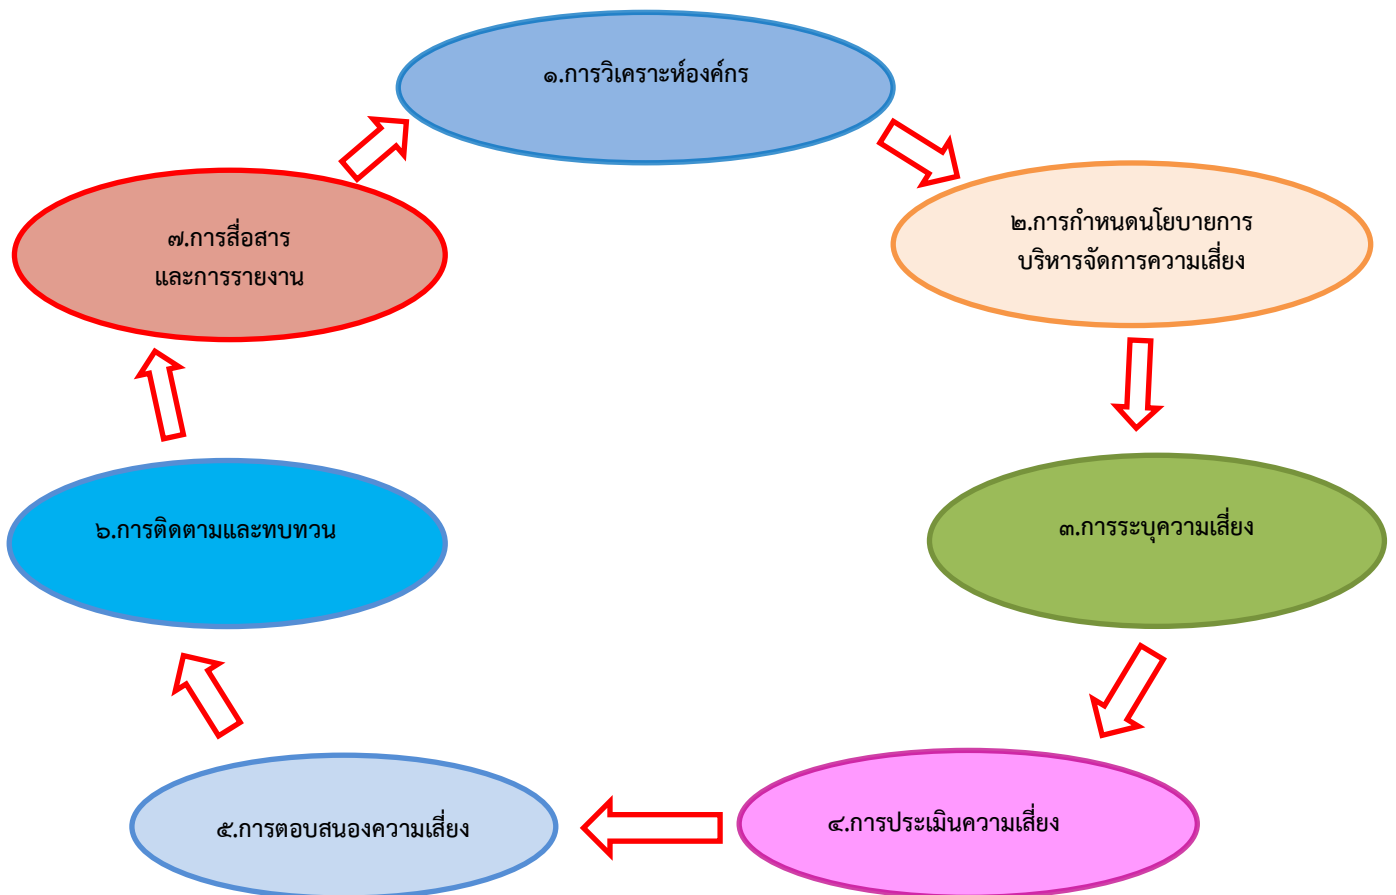 ๑.การวิเคราะห์องค์กร
๒.การกำหนดนโยบายการ
บริหารจัดการความเสี่ยง
๓.การระบุความเสี่ยง
๔.การประเมินความเสี่ยง
๕.การตอบสนองความเสี่ยง
๖.การติดตามและทบทวน
๗.การสื่อสาร
และการรายงาน